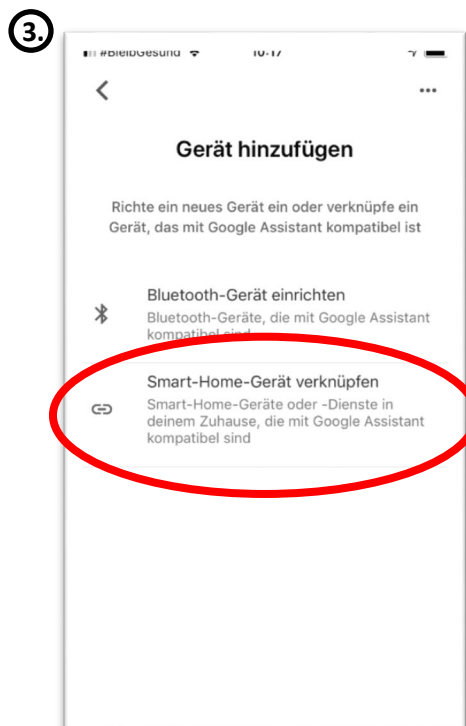 3.
#BleibGesund 10:17
Gerät hinzufügen
Richte ein neues Gerät ein oder verknüpfe ein
Gerät, das mit Google Assistant kompatibel ist
Bluetooth-Gerät einrichten
Bluetooth-Geräte, die mit Google Assistant
kompatibel sind
Smart-Home-Gerät verknüpfen
Smart-Home-Geräte oder -Dienste in
deinem Zuhause, die mit Google Assistant
kompatibel sind